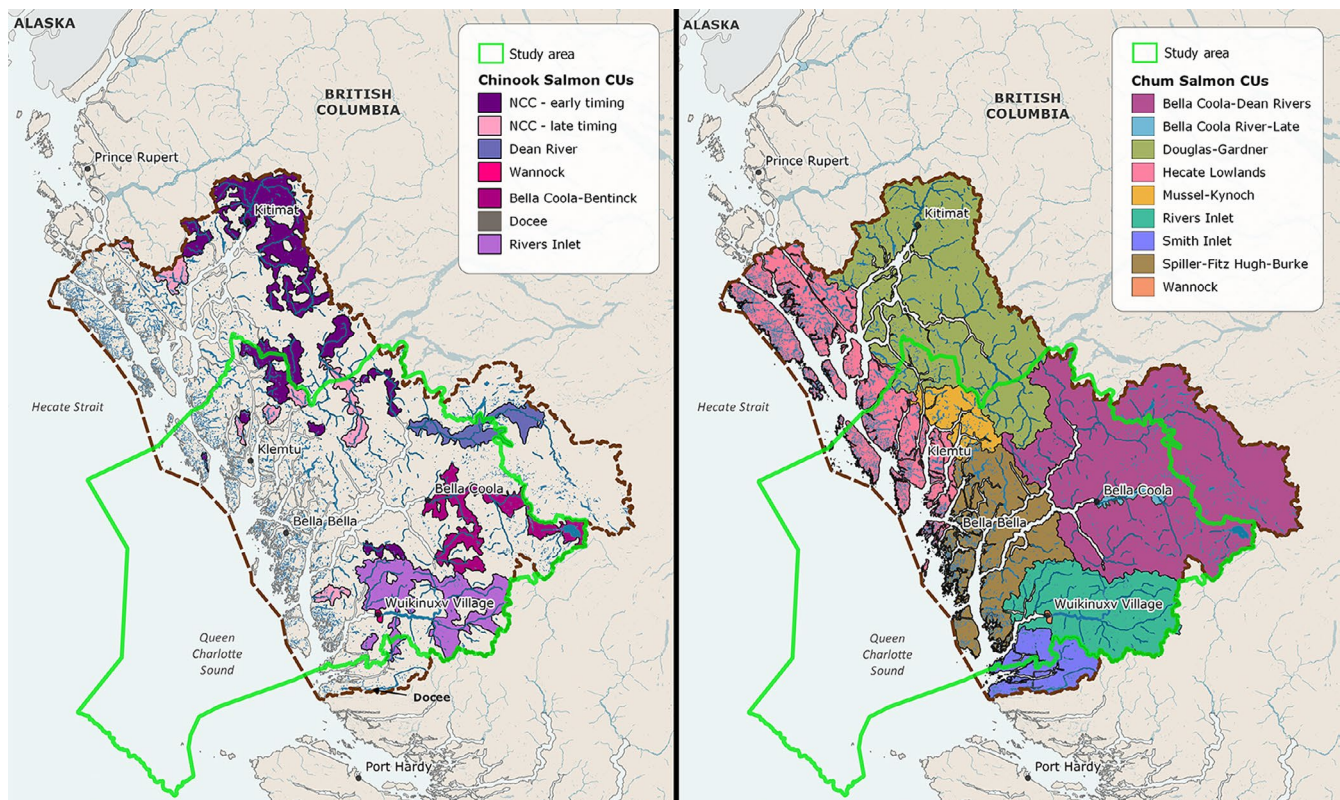 ALASKA
BRITISH
COLUMBIA
Prince Rupert
Kitimat
Hecate Strait
Klemtu
Bella Coola
Bella Bella
Wuikinuxv Village
Queen
Charlotte
Sound
Docee
Port Hardy
Study area
Chinook Salmon CUs
NCC - early timing
NCC - late timing
Dean River
Wannock
Bella Coola-Bentinck
Docee
Rivers Inlet
ALASKA
BRITISH
COLUMBIA
Prince Rupert
Kitimat
Hecate Strait
Klemtu
Bella Coola
Bella Bella
Wuikinuxv Village
Queen
Charlotte
Sound
Port Hardy
Study area
Chum Salmon CUs
Bella Coola-Dean Rivers
Bella Coola River-Late
Douglas-Gardner
Hecate Lowlands
Mussel-Kynoch
Rivers Inlet
Smith Inlet
Spiller-Fitz Hugh-Burke
Wannock